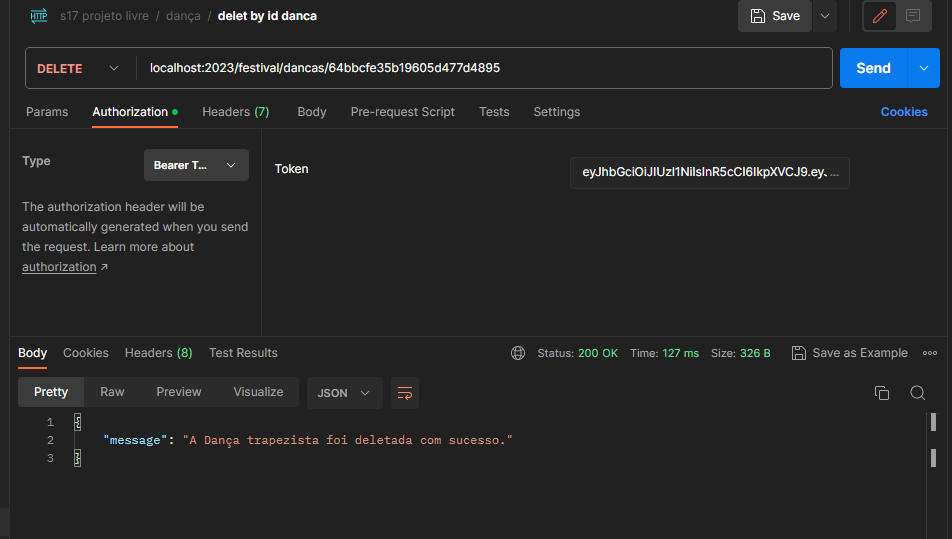 HTTP s17 projeto livre / dança / delet by id danca Save
DELETE localhost:2023/festival/dancas/64bbcfe35b19605d477d4895 Send
Params Authorization Headers (7) Body Pre-request Script Tests Settings Cookies
Type Bearer T...
Token eyJhbGciOiJIUzI1NiIsInR5cCI6IkpXVCJ9.eyJ...
The authorization header will be
automatically generated when you send
the request. Learn more about
authorization ↗
Body Cookies Headers (8) Test Results Status: 200 OK Time: 127 ms Size: 326 B Save as Example
Pretty Raw Preview Visualize JSON
1 {
2 "message": "A Dança trapezista foi deletada com sucesso."
3 }